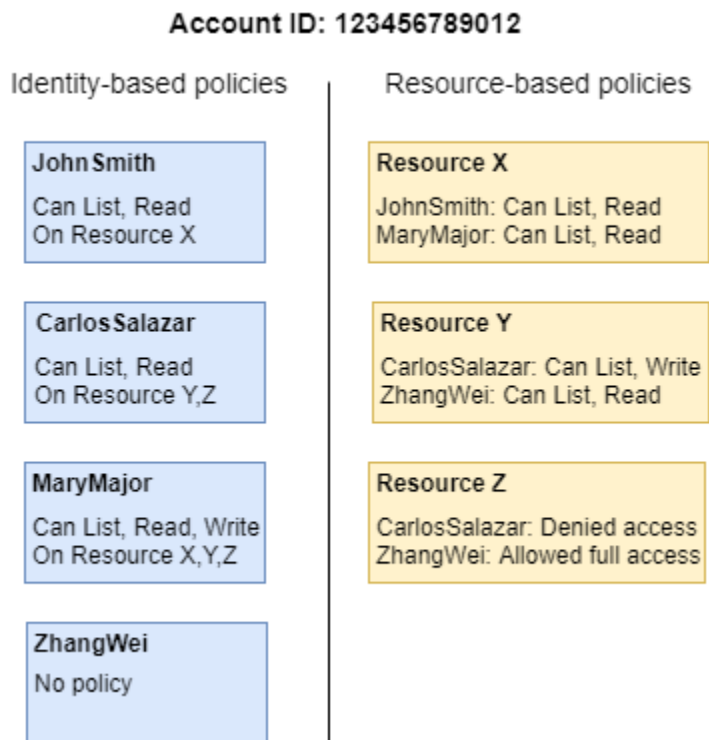 Account ID: 123456789012
Identity-based policies
JohnSmith
Can List, Read
On Resource X
CarlosSalazar
Can List, Read
On Resource Y,Z
MaryMajor
Can List, Read, Write
On Resource X,Y,Z
ZhangWei
No policy
Resource-based policies
Resource X
JohnSmith: Can List, Read
MaryMajor: Can List, Read
Resource Y
CarlosSalazar: Can List, Write
ZhangWei: Can List, Read
Resource Z
CarlosSalazar: Denied access
ZhangWei: Allowed full access